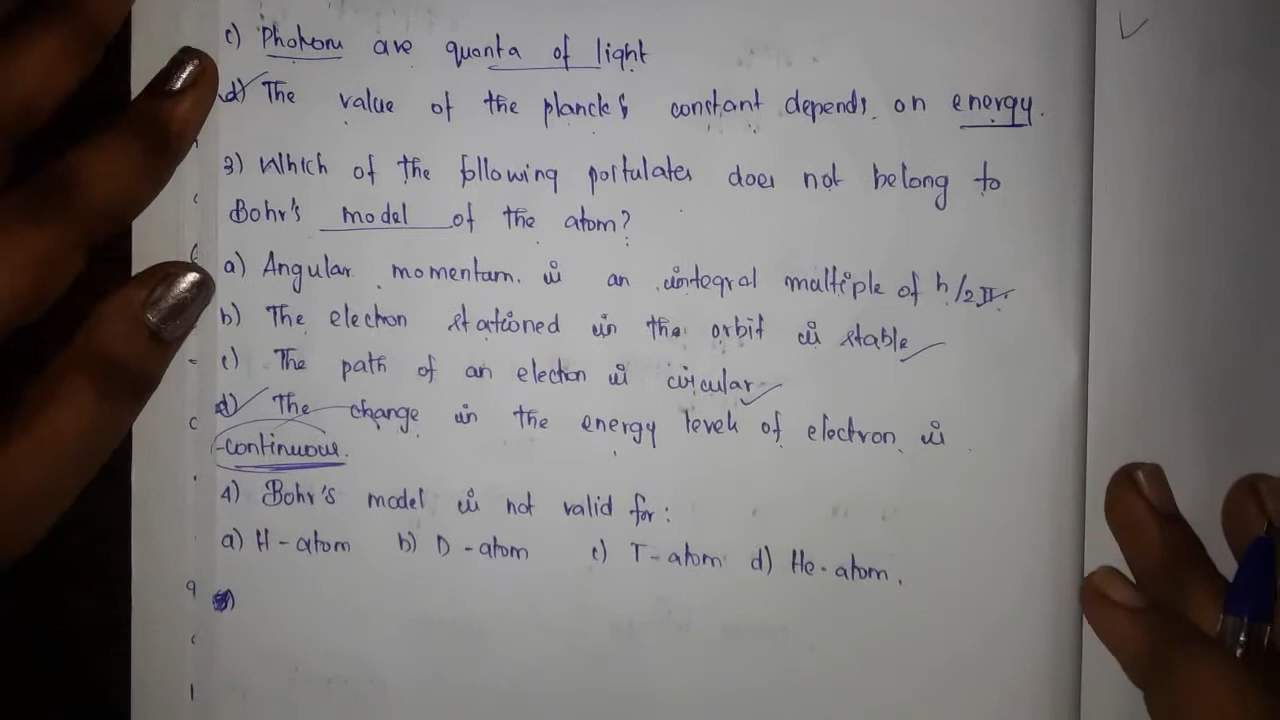 c) Photons are quanta of light
d) The value of the planck's constant depends on energy.
3) Which of the following postulates does not belong to
Bohr's model of the atom?
a) Angular momentum is an integral multiple of h/2π.
b) The electron stationed in the orbit is stable
c) The path of an electron is circular
d) The change in the energy levels of electron is
continuous.
4) Bohr's model is not valid for:
a) H-atom b) D-atom c) T-atom d) He-atom.